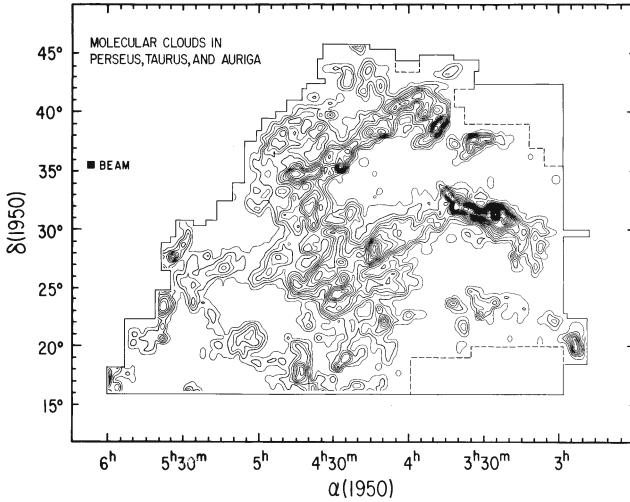 MOLECULAR CLOUDS IN
PERSEUS, TAURUS, AND AURIGA
■ BEAM
δ(1950)
45°
40°
35°
30°
25°
20°
15°
6ʰ 5ʰ30ᵐ 5ʰ 4ʰ30ᵐ 4ʰ 3ʰ30ᵐ 3ʰ
α(1950)